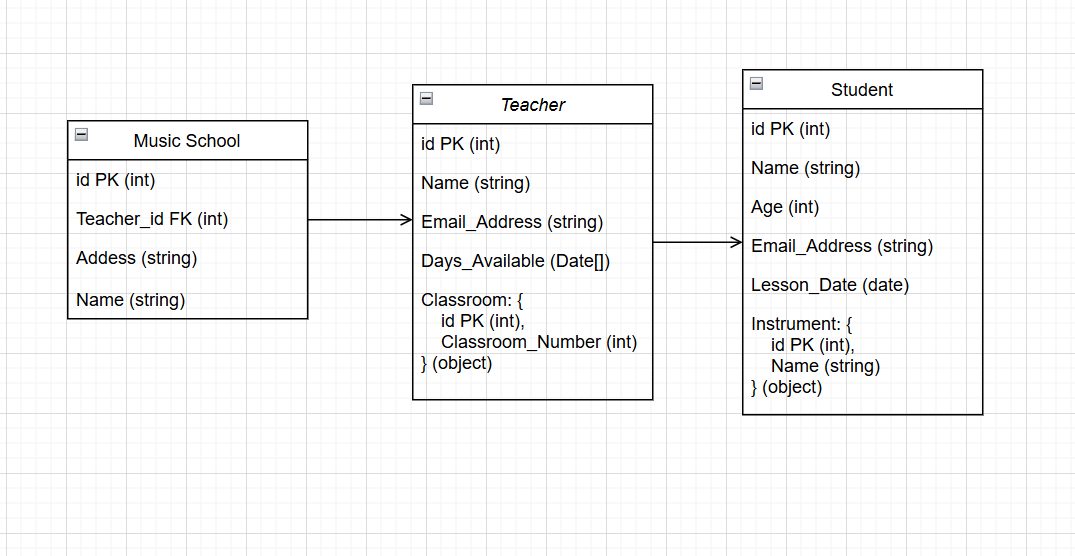 Music School
id PK (int)
Teacher_id FK (int)
Addess (string)
Name (string)
Teacher
id PK (int)
Name (string)
Email_Address (string)
Days_Available (Date[])
Classroom: {
id PK (int),
Classroom_Number (int)
} (object)
Student
id PK (int)
Name (string)
Age (int)
Email_Address (string)
Lesson_Date (date)
Instrument: {
id PK (int),
Name (string)
} (object)